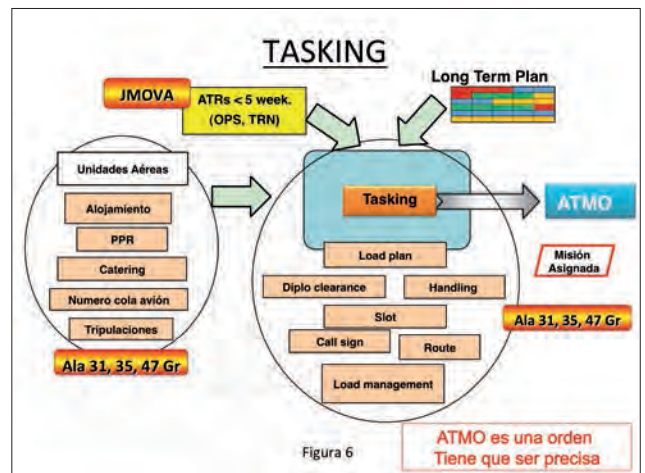 TASKING
JMOVA
ATRs < 5 week.
(OPS, TRN)
Long Term Plan
Unidades Aéreas
Alojamiento
PPR
Catering
Numero cola avión
Tripulaciones
Ala 31, 35, 47 Gr
Tasking
ATMO
Load plan
Diplo clearance
Handling
Slot
Call sign
Route
Load management
Misión
Asignada
Ala 31, 35, 47 Gr
Figura 6
ATMO es una orden
Tiene que ser precisa